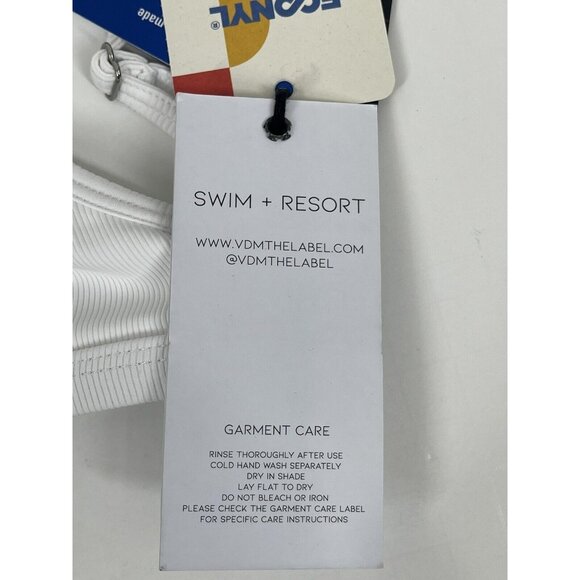 made
ECONYL®
SWIM + RESORT
WWW.VDMTHELABEL.COM
@VDMTHELABEL
GARMENT CARE
RINSE THOROUGHLY AFTER USE
COLD HAND WASH SEPARATELY
DRY IN SHADE
LAY FLAT TO DRY
DO NOT BLEACH OR IRON
PLEASE CHECK THE GARMENT CARE LABEL
FOR SPECIFIC CARE INSTRUCTIONS